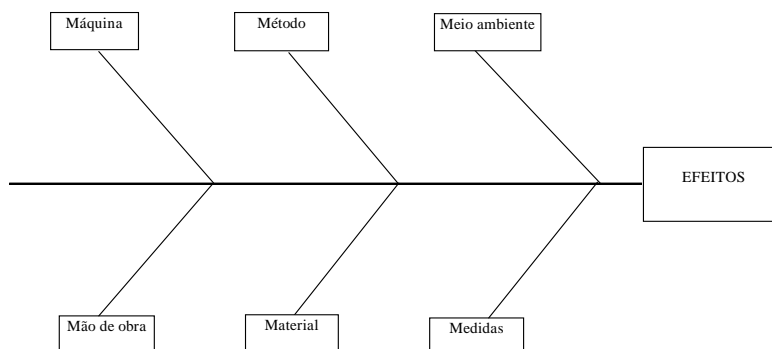 Máquina
Método
Meio ambiente
EFEITOS
Mão de obra
Material
Medidas